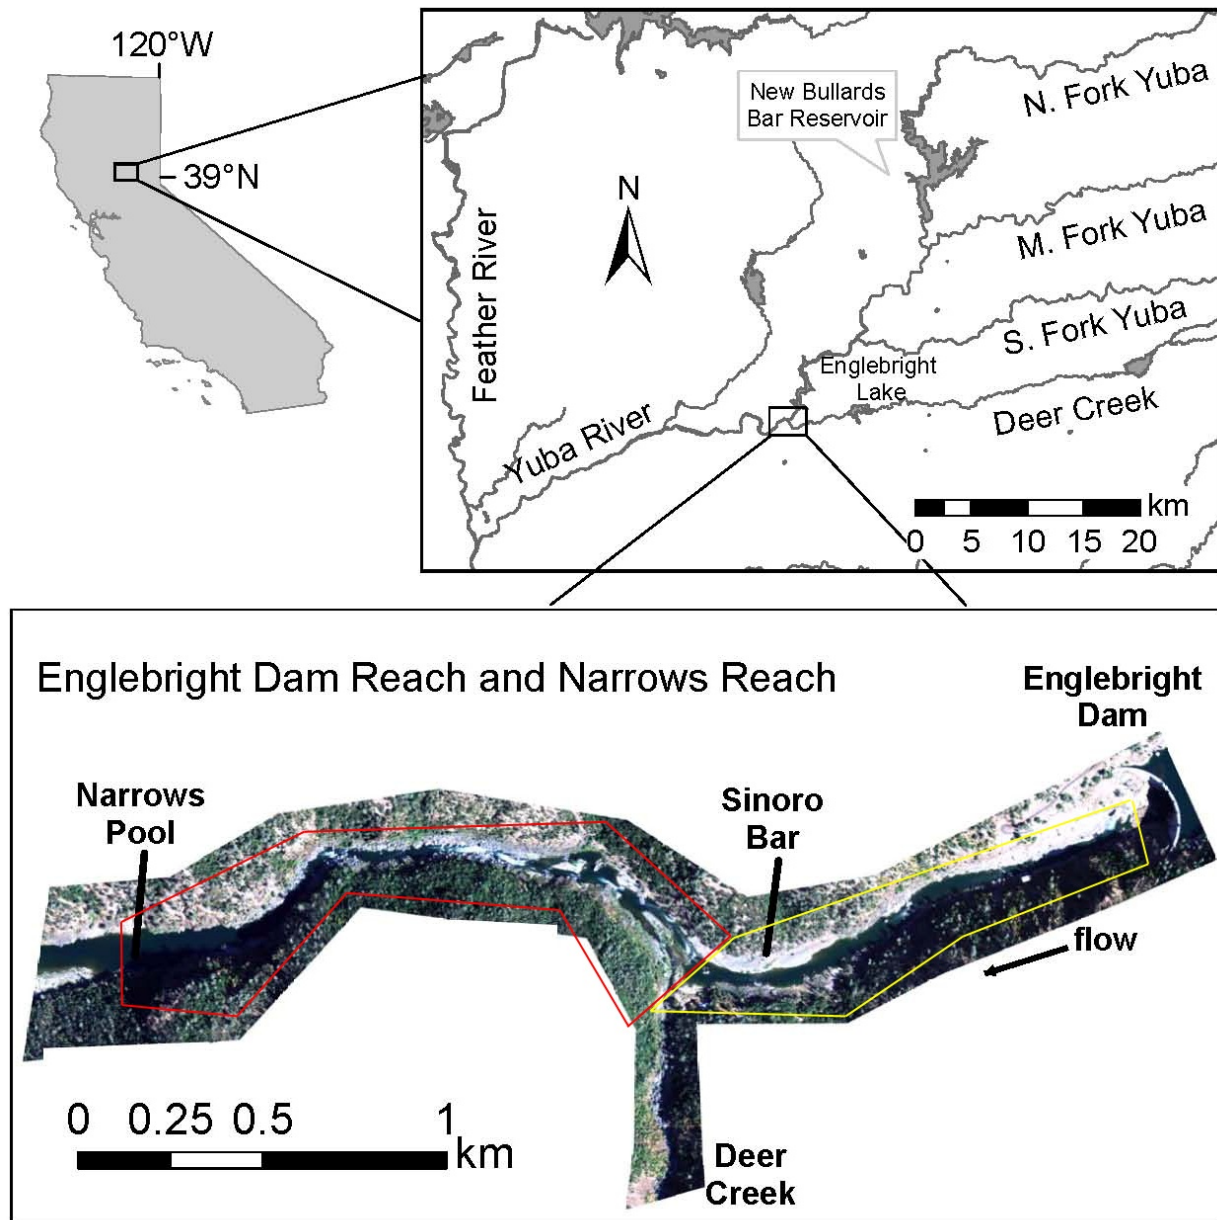 120°W
39°N
New Bullards
Bar Reservoir
N. Fork Yuba
N
M. Fork Yuba
Feather River
S. Fork Yuba
Englebright
Lake
Deer Creek
Yuba River
km
0 5 10 15 20
Englebright Dam Reach and Narrows Reach
Englebright
Dam
Narrows
Pool
Sinoro
Bar
flow
0 0.25 0.5 1
km
Deer
Creek